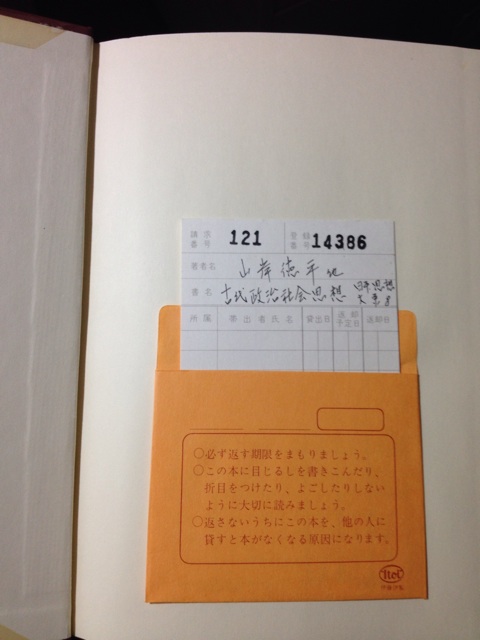 請求番号 121 登録番号 14386
著者名 山岸徳平他
書名 古代政治社会思想 日本思想大系8
所属 帯出者氏名 貸出日 返却予定日 返却日
○必ず返す期限をまもりましょう。
○この本に目じるしを書きこんだり、
折目をつけたり、よごしたりしない
ように大切に読みましょう。
○返さないうちにこの本を、他の人に
貸すと本がなくなる原因になります。
Itoi